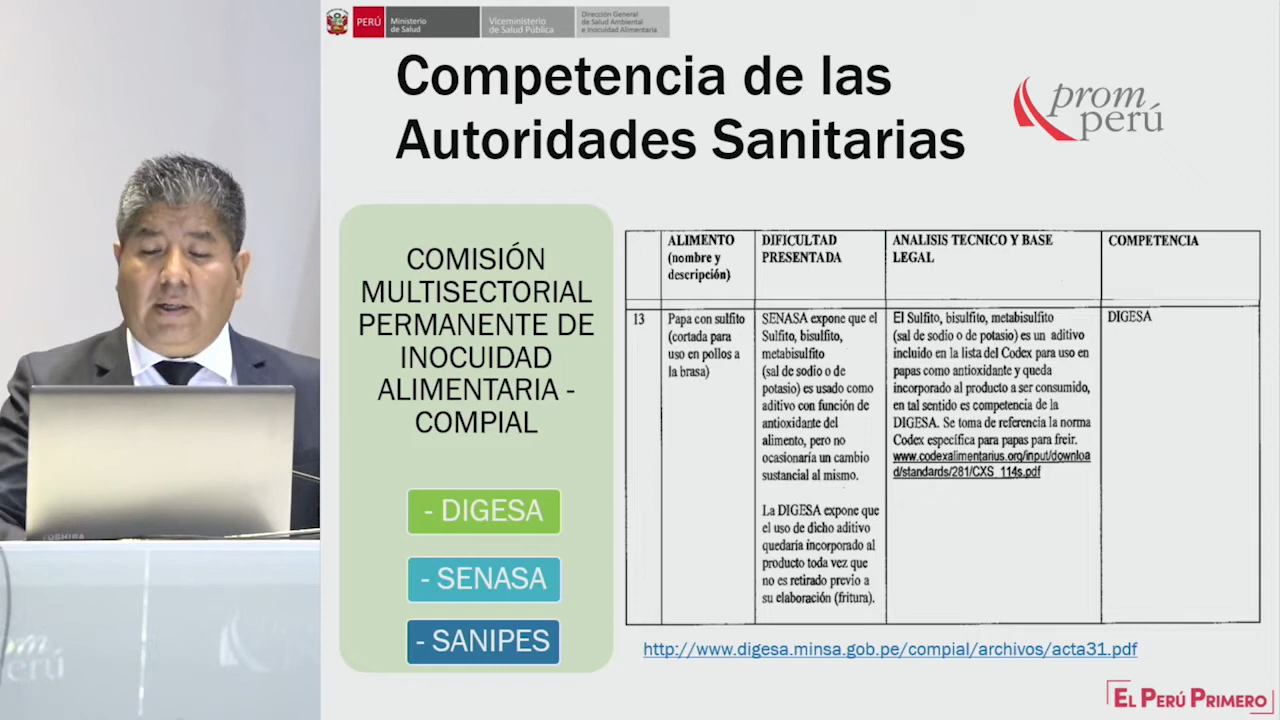 PERÚ
Ministerio
de Salud
Viceministerio
de Salud Pública
Dirección General
de Salud Ambiental
e Inocuidad Alimentaria
Competencia de las
Autoridades Sanitarias
prom
perú
COMISIÓN
MULTISECTORIAL
PERMANENTE DE
INOCUIDAD
ALIMENTARIA -
COMPIAL
- DIGESA
- SENASA
- SANIPES
ALIMENTO
(nombre y
descripción)
DIFICULTAD
PRESENTADA
ANALISIS TECNICO Y BASE
LEGAL
COMPETENCIA
13
Papa con sulfito
(cortada para
uso en pollos a
la brasa)
SENASA expone que el
Sulfito, bisulfito,
metabisulfito
(sal de sodio o de
potasio) es usado como
aditivo con función de
antioxidante del
alimento, pero no
ocasionaría un cambio
sustancial al mismo.
La DIGESA expone que
el uso de dicho aditivo
quedaría incorporado al
producto toda vez que
no es retirado previo a
su elaboración (fritura).
El Sulfito, bisulfito, metabisulfito
(sal de sodio o de potasio) es un aditivo
incluido en la lista del Codex para uso en
papas como antioxidante y queda
incorporado al producto a ser consumido,
en tal sentido es competencia de la
DIGESA. Se toma de referencia la norma
Codex específica para papas para freir.
www.codexalimentarius.org/input/downloa
d/standards/281/CXS_114s.pdf
DIGESA
http://www.digesa.minsa.gob.pe/compial/archivos/acta31.pdf
EL PERÚ PRIMERO
TOSHIBA
prom
perú